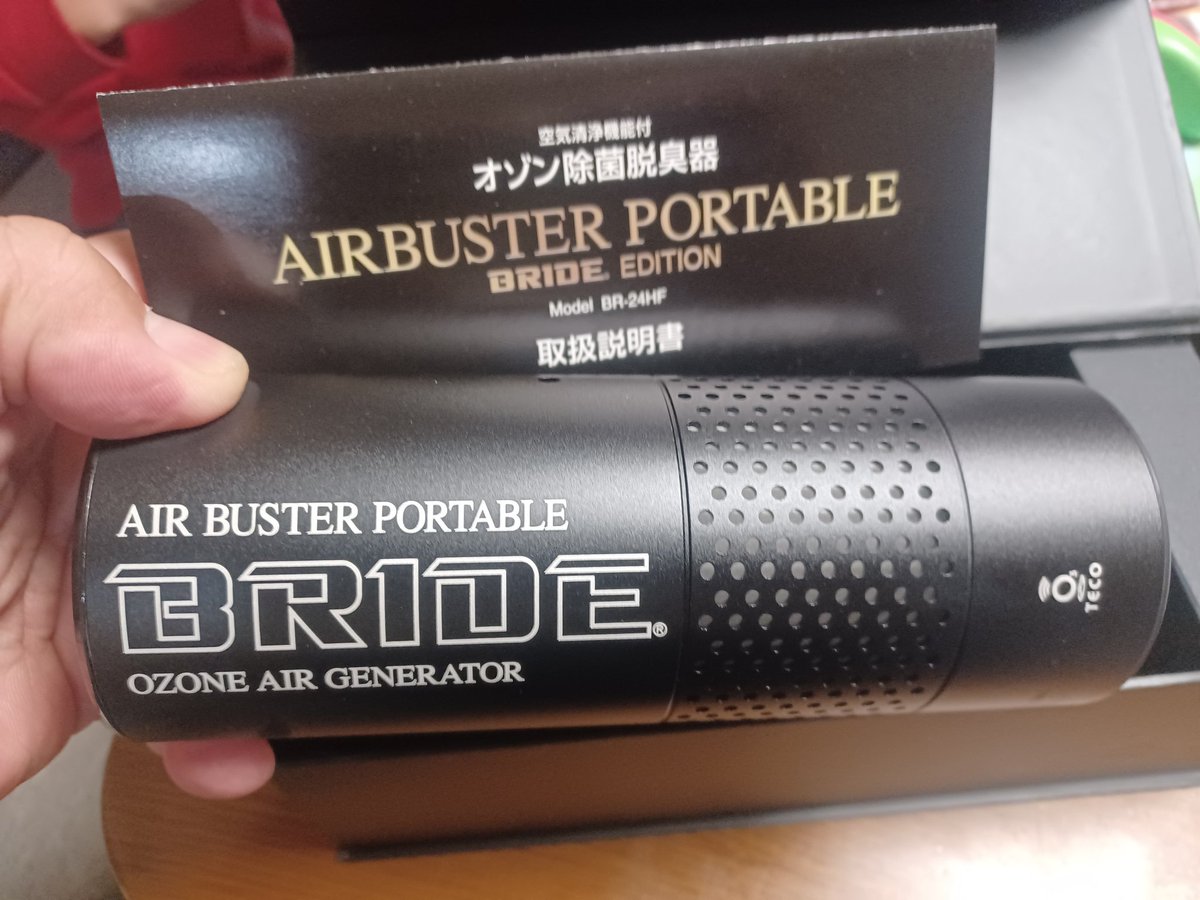 空気清浄機能付
オゾン除菌脱臭器
AIRBUSTER PORTABLE
BRIDE EDITION
Model BR-24HF
取扱説明書
AIR BUSTER PORTABLE
BRIDE®
OZONE AIR GENERATOR
TECO